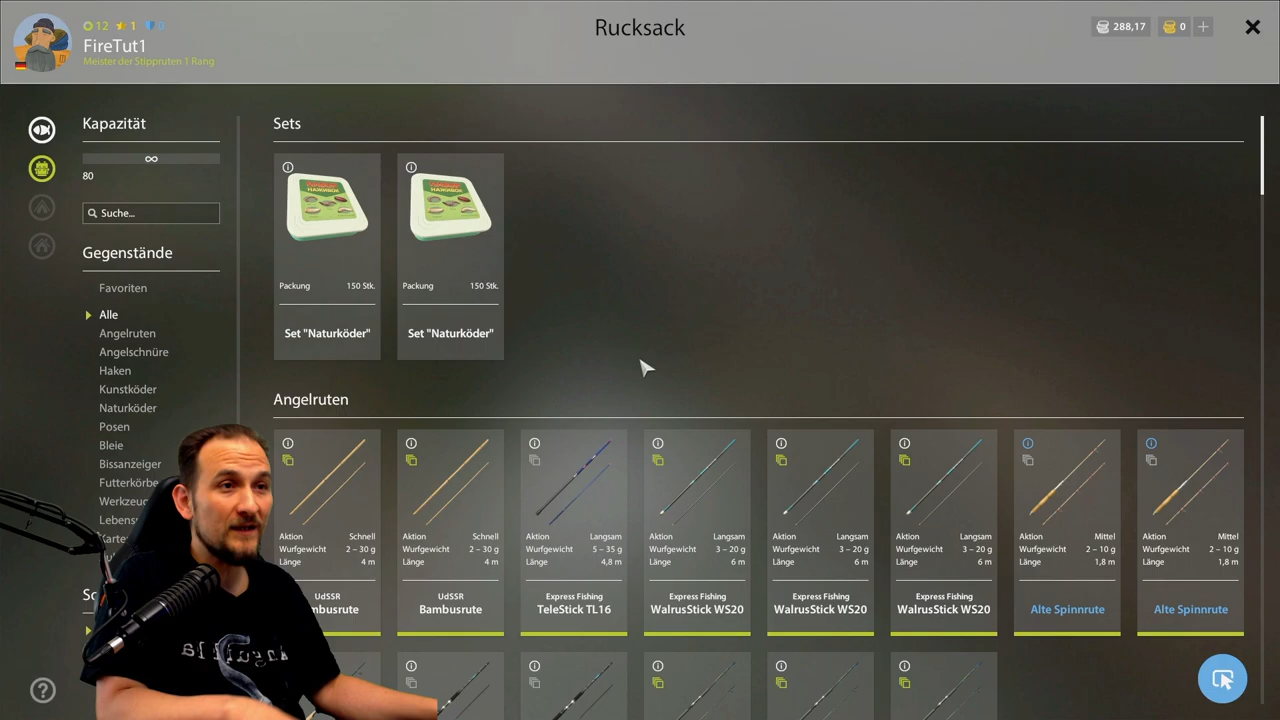 12 1 0
FireTut1
Meister der Stippruten 1 Rang
Rucksack
288,17 0 +
Kapazität
∞
80
Suche...
Gegenstände
Favoriten
Alle
Angelruten
Angelschnüre
Haken
Kunstköder
Naturköder
Posen
Bleie
Bissanzeiger
Futterkörbe
Sets
Packung 150 Stk.
Set "Naturköder"
Packung 150 Stk.
Set "Naturköder"
Angelruten
Aktion Schnell
Wurfgewicht 2 – 30 g
Länge 4 m
UdSSR
Bambusrute
Aktion Schnell
Wurfgewicht 2 – 30 g
Länge 4 m
UdSSR
Bambusrute
Aktion Langsam
Wurfgewicht 5 – 35 g
Länge 4,8 m
Express Fishing
TeleStick TL16
Aktion Langsam
Wurfgewicht 3 – 20 g
Länge 6 m
Express Fishing
WalrusStick WS20
Aktion Langsam
Wurfgewicht 3 – 20 g
Länge 6 m
Express Fishing
WalrusStick WS20
Aktion Langsam
Wurfgewicht 3 – 20 g
Länge 6 m
Express Fishing
WalrusStick WS20
Aktion Mittel
Wurfgewicht 2 – 10 g
Länge 1,8 m
Alte Spinnrute
Aktion Mittel
Wurfgewicht 2 – 10 g
Länge 1,8 m
Alte Spinnrute
?